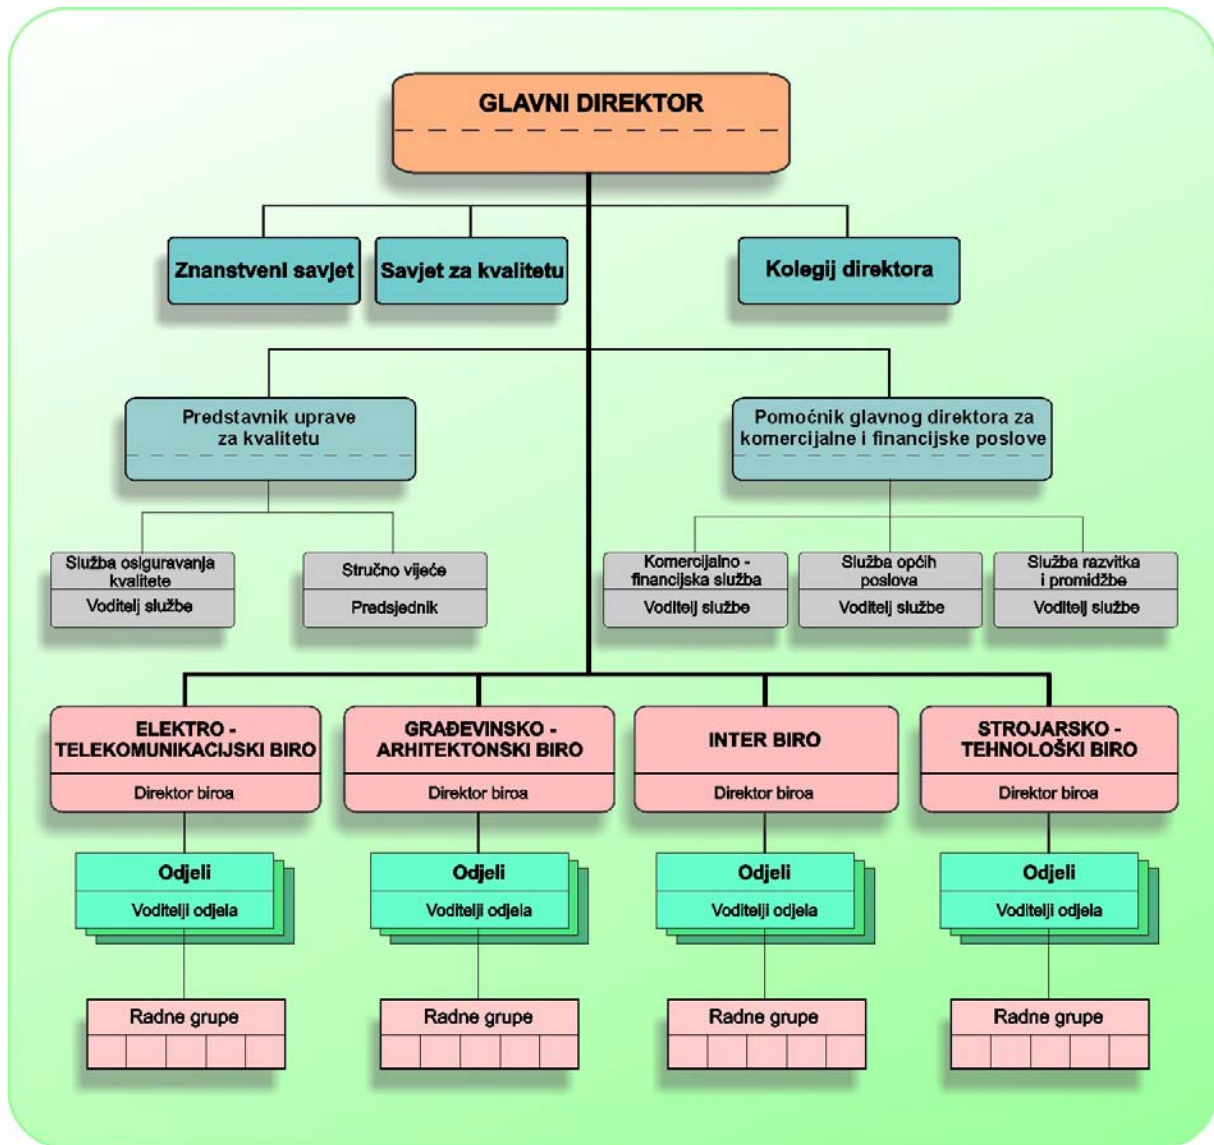 GLAVNI DIREKTOR
Znanstveni savjet
Savjet za kvalitetu
Kolegij direktora
Predstavnik uprave
za kvalitetu
Pomoćnik glavnog direktora za
komercijalne i financijske poslove
Služba osiguravanja
kvalitete
Voditelj službe
Stručno vijeće
Predsjednik
Komercijalno -
financijska služba
Voditelj službe
Služba općih
poslova
Voditelj službe
Služba razvitka
i promidžbe
Voditelj službe
ELEKTRO -
TELEKOMUNIKACIJSKI BIRO
Direktor biroa
GRAĐEVINSKO -
ARHITEKTONSKI BIRO
Direktor biroa
INTER BIRO
Direktor biroa
STROJARSKO -
TEHNOLOŠKI BIRO
Direktor biroa
Odjeli
Voditelji odjela
Odjeli
Voditelji odjela
Odjeli
Voditelji odjela
Odjeli
Voditelji odjela
Radne grupe
Radne grupe
Radne grupe
Radne grupe